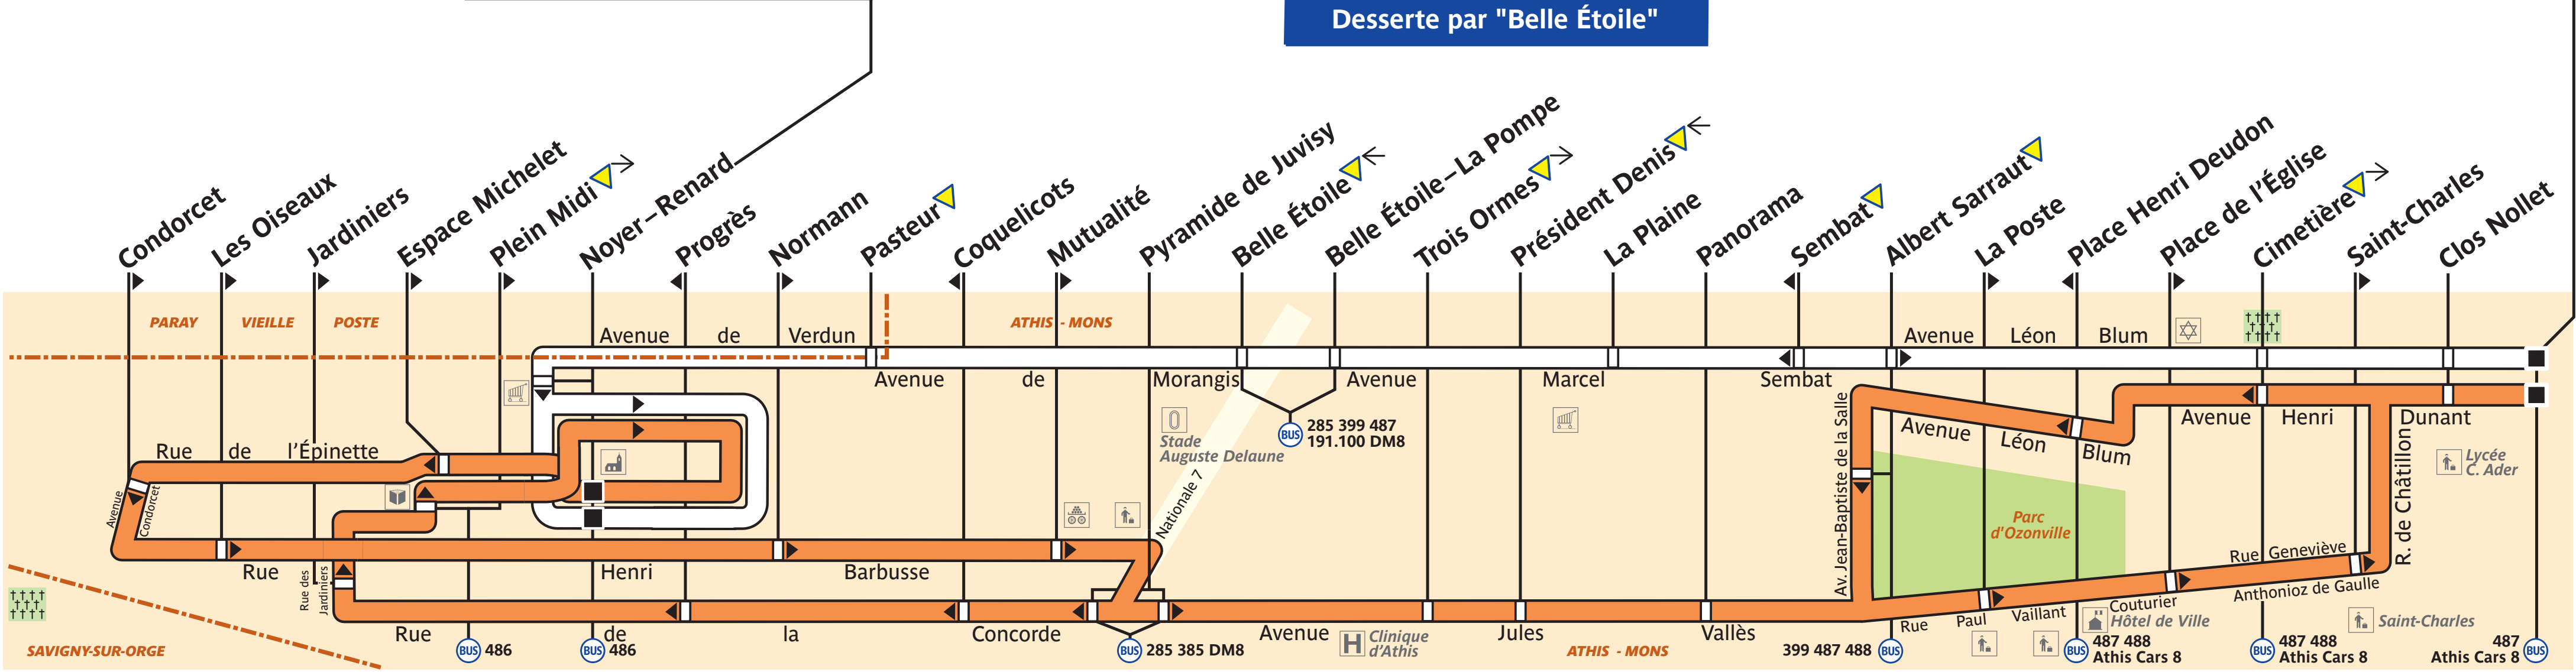 Desserte par "Belle Étoile"
Condorcet
Les Oiseaux
Jardiniers
Espace Michelet
Plein Midi
Noyer–Renard
Progrès
Normann
Pasteur
Coquelicots
Mutualité
Pyramide de Juvisy
Belle Étoile
Belle Étoile–La Pompe
Trois Ormes
Président Denis
La Plaine
Panorama
Sembat
Albert Sarraut
La Poste
Place Henri Deudon
Place de l'Église
Cimetière
Saint-Charles
Clos Nollet
PARAY VIEILLE POSTE
ATHIS - MONS
Avenue de Verdun
Avenue Léon Blum
Avenue de Morangis
Avenue Marcel Sembat
Stade
Auguste Delaune
BUS 285 399 487
191.100 DM8
Nationale 7
Av. Jean-Baptiste de la Salle
Avenue Léon Blum
Avenue Henri Dunant
R. de Châtillon
Lycée
C. Ader
Rue de l'Épinette
Avenue
Condorcet
Parc
d'Ozonville
Rue Henri Barbusse
Rue des
Jardiniers
Rue Geneviève
Anthonioz de Gaulle
Rue de la Concorde
Avenue Jules Vallès
Rue Paul Vaillant Couturier
Hôtel de Ville
Saint-Charles
H Clinique
d'Athis
SAVIGNY-SUR-ORGE
BUS 486
BUS 486
BUS 285 385 DM8
ATHIS - MONS
399 487 488 BUS
BUS 487 488
Athis Cars 8
BUS 487 488
Athis Cars 8
487 BUS
Athis Cars 8